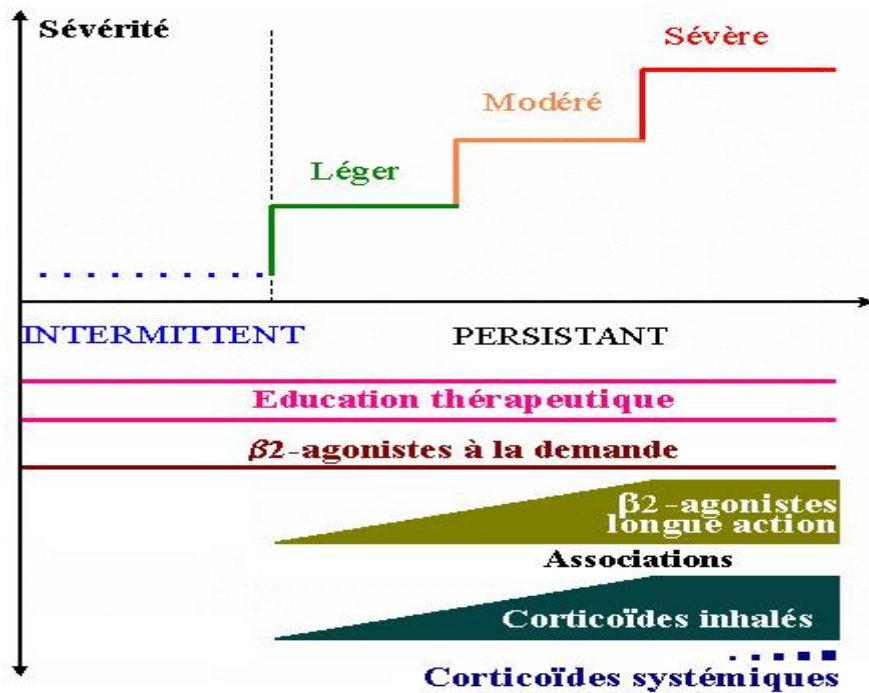 Sévérité
Sévère
Modéré
Léger
INTERMITTENT
PERSISTANT
Education thérapeutique
β2-agonistes à la demande
β2-agonistes
longue action
Associations
Corticoïdes inhalés
Corticoïdes systémiques